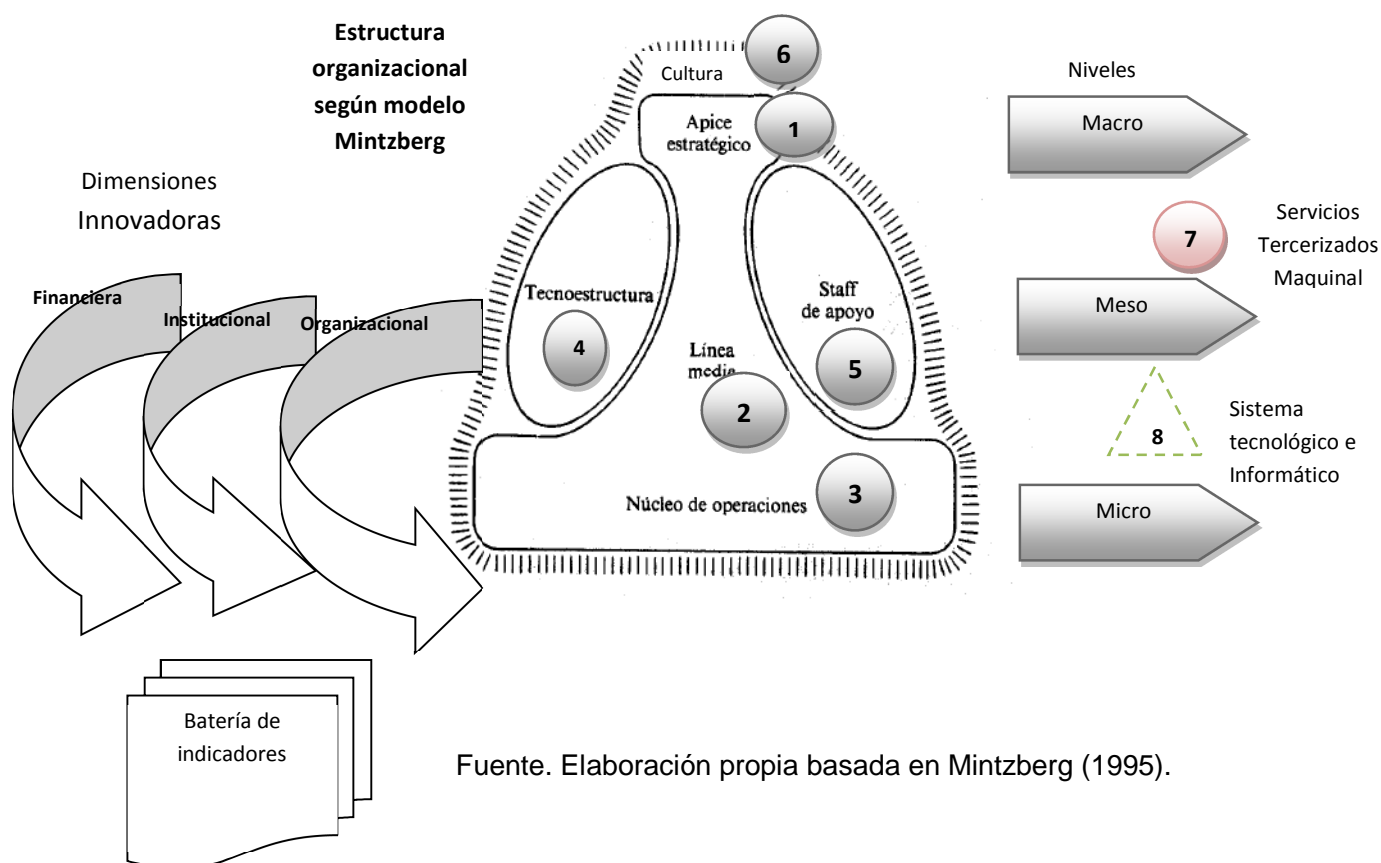 Estructura
organizacional
según modelo
Mintzberg
6
Cultura
Niveles
1
Apice
estratégico
Macro
Dimensiones
Innovadoras
7
Servicios
Tercerizados
Maquinal
Financiera
Institucional
Organizacional
Tecnoestructura
4
Staff
de apoyo
5
Línea
media
2
Meso
8
Sistema
tecnológico e
Informático
3
Núcleo de operaciones
Micro
Batería de
indicadores
Fuente. Elaboración propia basada en Mintzberg (1995).